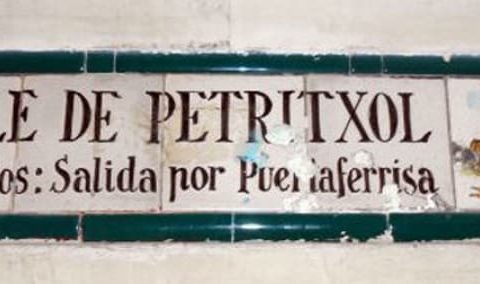 LE DE PETRITXOL
os: Salida por Puertaferrisa